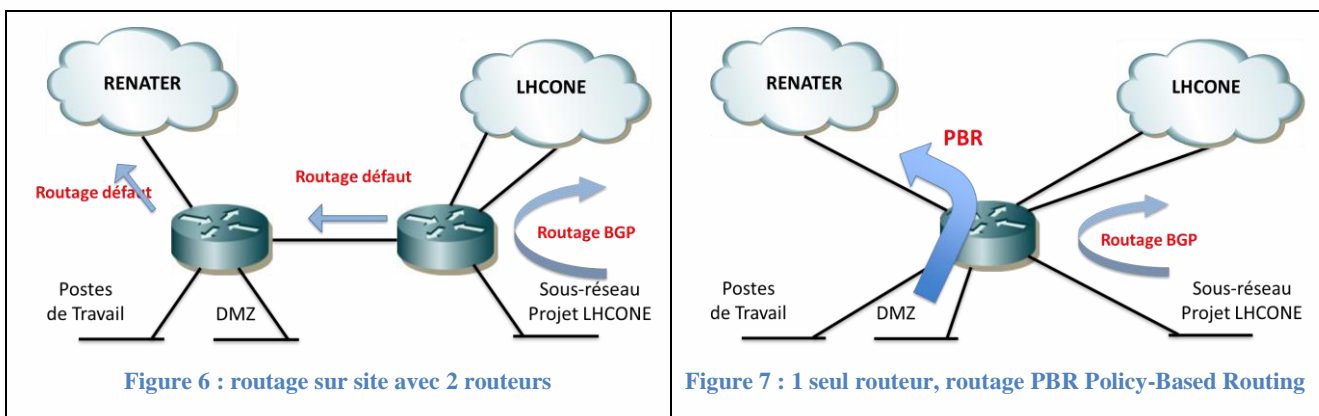 RENATER
LHCONE
Routage défaut
Routage défaut
Routage BGP
Postes
de Travail
DMZ
Sous-réseau
Projet LHCONE
Figure 6 : routage sur site avec 2 routeurs
RENATER
LHCONE
PBR
Routage BGP
Postes
de Travail
DMZ
Sous-réseau
Projet LHCONE
Figure 7 : 1 seul routeur, routage PBR Policy-Based Routing